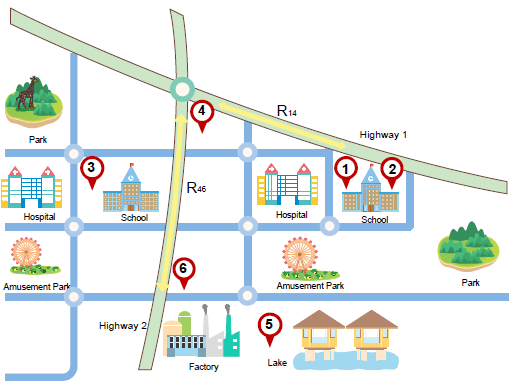 4
R14
Highway 1
Park
3
1
2
R46
Hospital
School
Hospital
School
6
Amusement Park
Amusement Park
Park
Highway 2
5
Factory
Lake